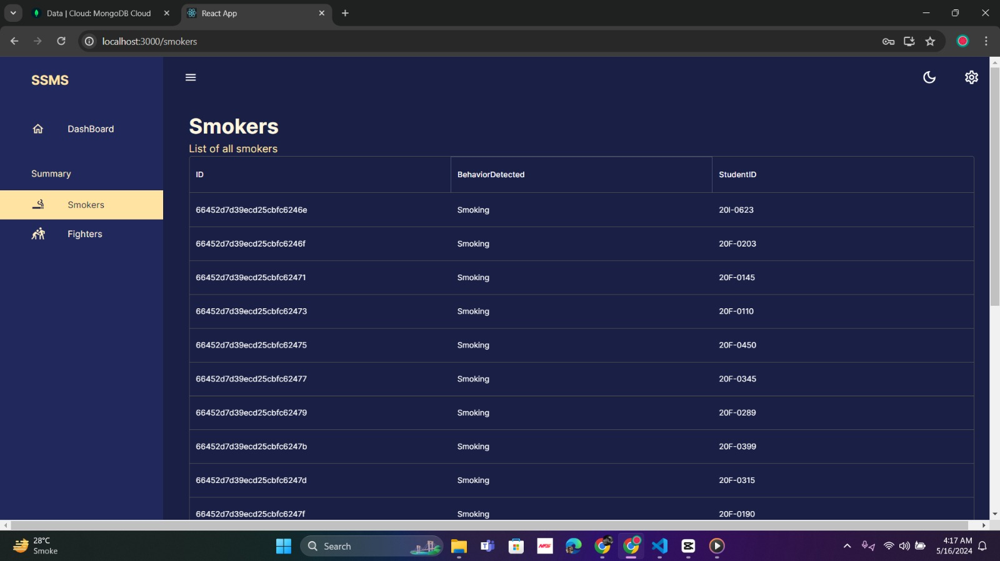 Data | Cloud: MongoDB Cloud
React App
localhost:3000/smokers
SSMS
DashBoard
Summary
Smokers
Fighters
Smokers
List of all smokers
ID BehaviorDetected StudentID
66452d7d39ecd25cbfc6246e Smoking 20I-0623
66452d7d39ecd25cbfc6246f Smoking 20F-0203
66452d7d39ecd25cbfc62471 Smoking 20F-0145
66452d7d39ecd25cbfc62473 Smoking 20F-0110
66452d7d39ecd25cbfc62475 Smoking 20F-0450
66452d7d39ecd25cbfc62477 Smoking 20F-0345
66452d7d39ecd25cbfc62479 Smoking 20F-0289
66452d7d39ecd25cbfc6247b Smoking 20F-0399
66452d7d39ecd25cbfc6247d Smoking 20F-0315
66452d7d39ecd25cbfc6247f Smoking 20F-0190
28°C
Smoke
Search
NFS
4:17 AM
5/16/2024